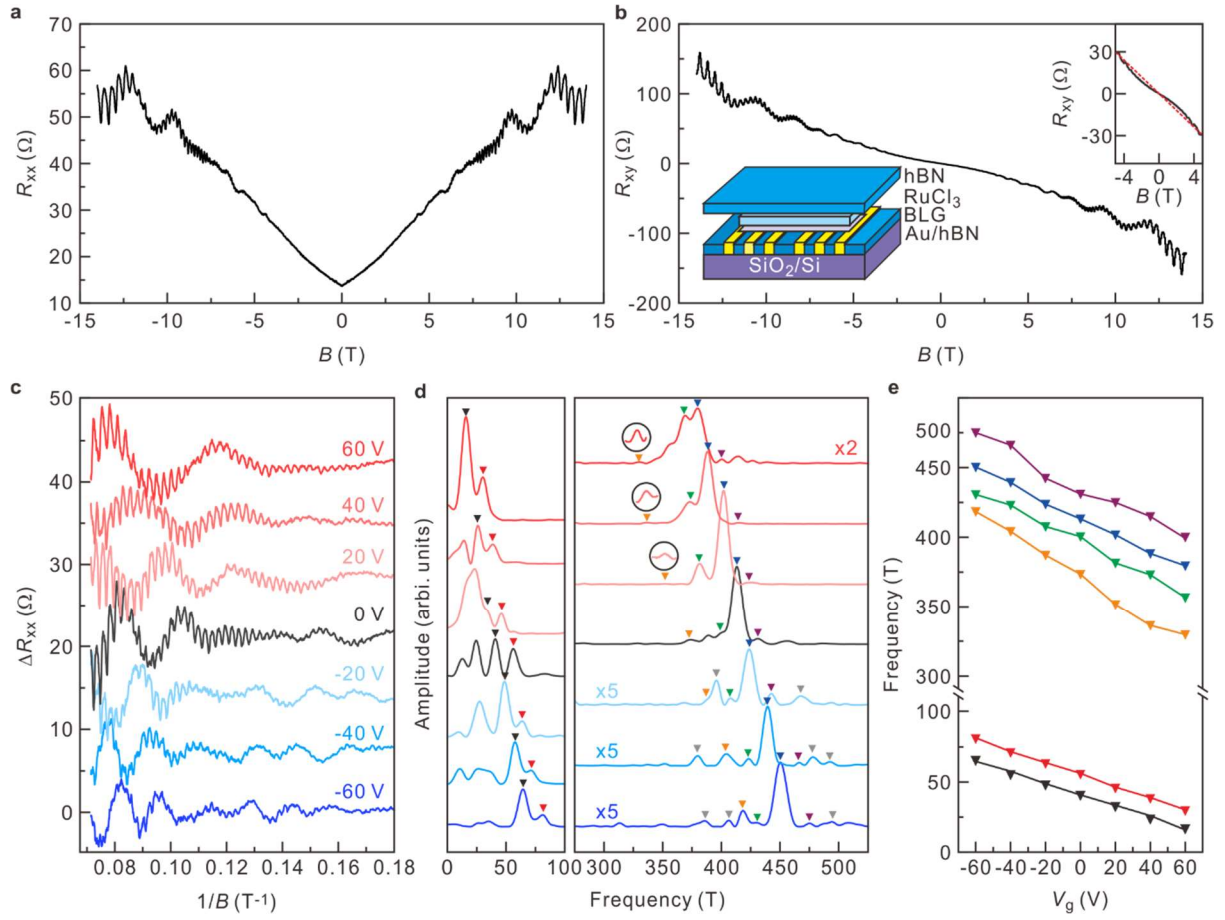 a
70
60
50
40
30
20
10
Rxx (Ω)
-15 -10 -5 0 5 10 15
B (T)
b
200
100
0
-100
-200
Rxy (Ω)
-15 -10 -5 0 5 10 15
B (T)
hBN
RuCl3
BLG
Au/hBN
SiO2/Si
30
0
-30
Rxy (Ω)
-4 0 4
B (T)
c
50
40
30
20
10
0
ΔRxx (Ω)
60 V
40 V
20 V
0 V
-20 V
-40 V
-60 V
0.08 0.10 0.12 0.14 0.16 0.18
1/B (T-1)
d
Amplitude (arbi. units)
x2
x5
x5
x5
0 50 100
300 350 400 450 500
Frequency (T)
e
500
450
400
350
300
100
50
0
Frequency (T)
-60 -40 -20 0 20 40 60
Vg (V)